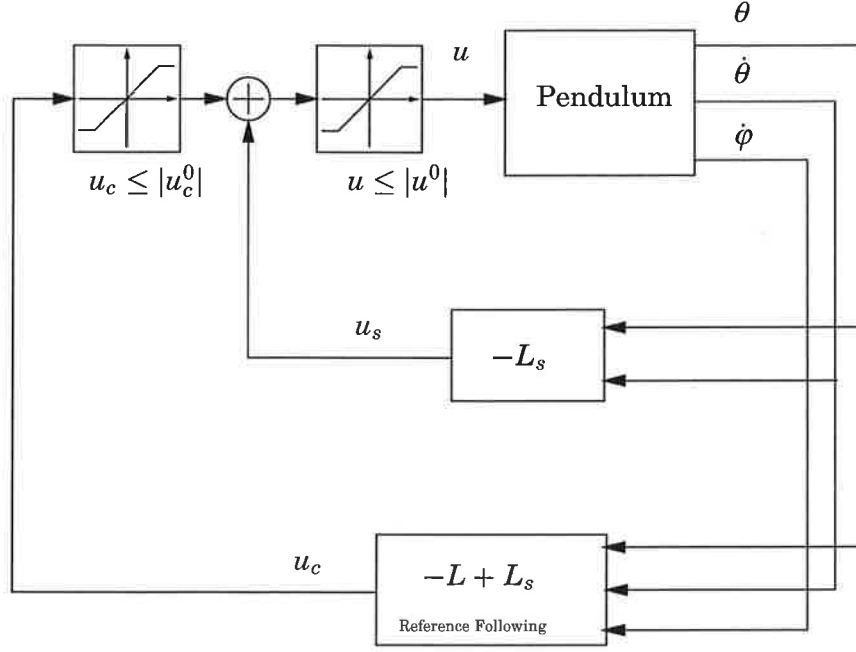 θ
u
θ̇
Pendulum
φ̇
u_c ≤ |u_c^0|
u ≤ |u^0|
u_s
−L_s
u_c
−L + L_s
Reference Following